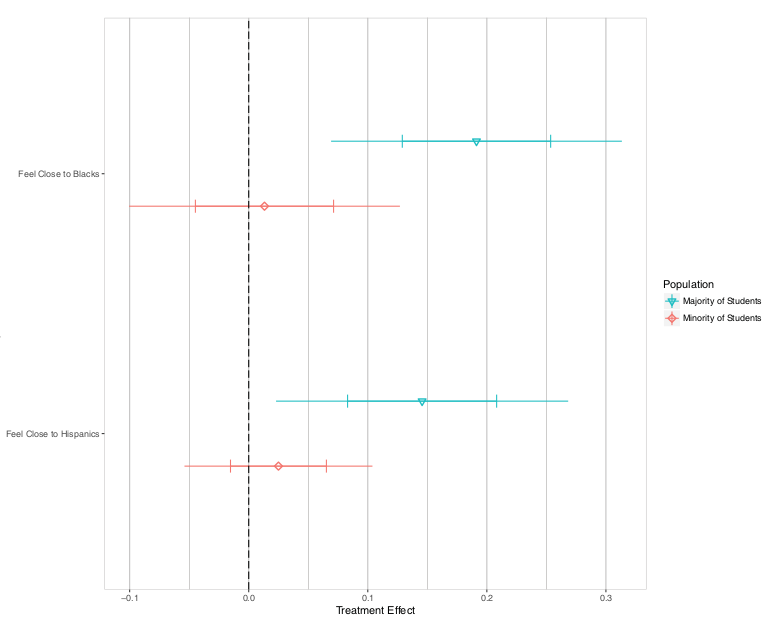 Feel Close to Blacks
Feel Close to Hispanics
−0.1 0.0 0.1 0.2 0.3
Treatment Effect
Population
Majority of Students
Minority of Students